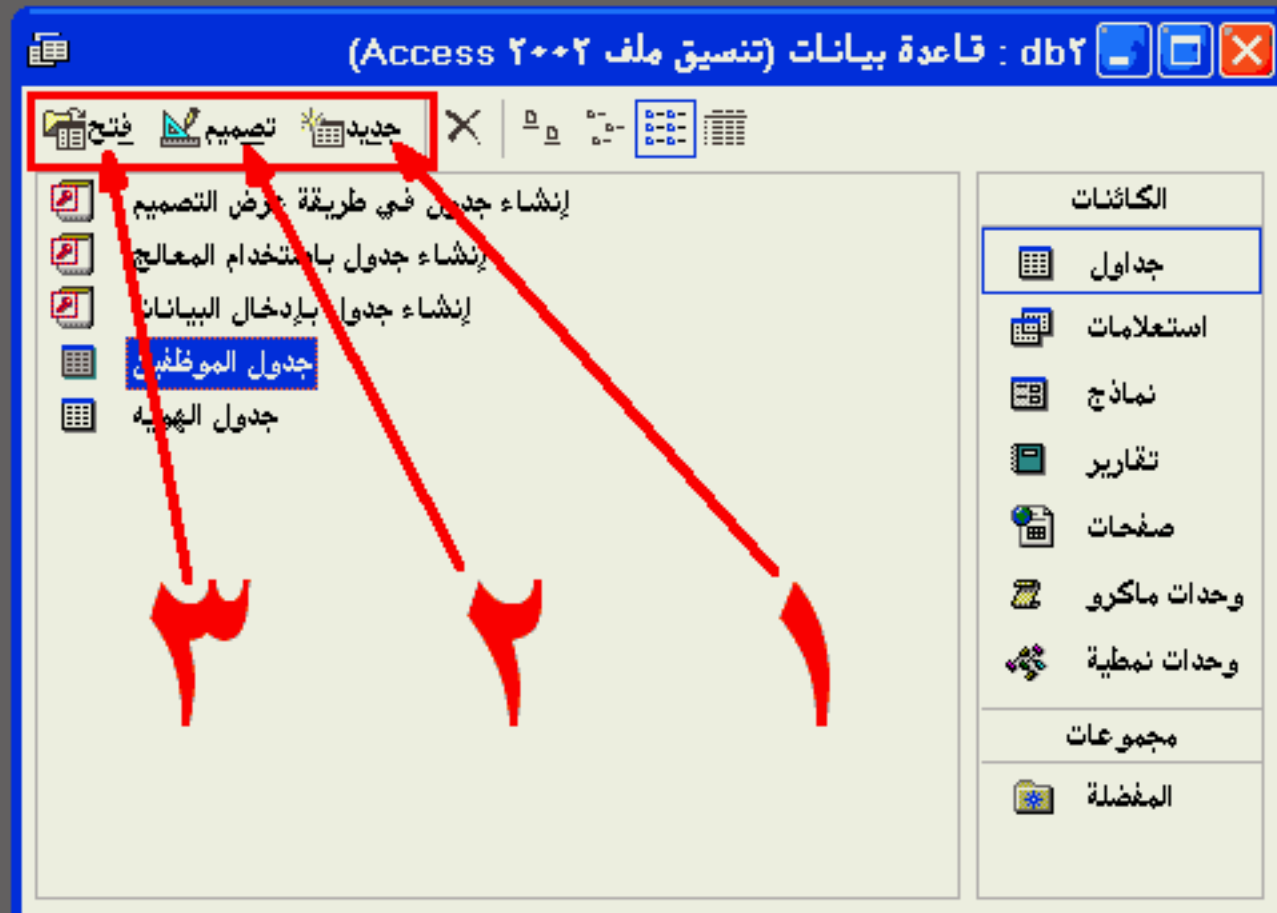 db٢ : قاعدة بيانات (تنسيق ملف Access ٢٠٠٢)
فتح تصميم جديد
إنشاء جدول في طريقة عرض التصميم
إنشاء جدول باستخدام المعالج
إنشاء جدول بإدخال البيانات
جدول الموظفين
جدول الهويه
١ ٢ ٣
الكائنات
جداول
استعلامات
نماذج
تقارير
صفحات
وحدات ماكرو
وحدات نمطية
مجموعات
المفضلة